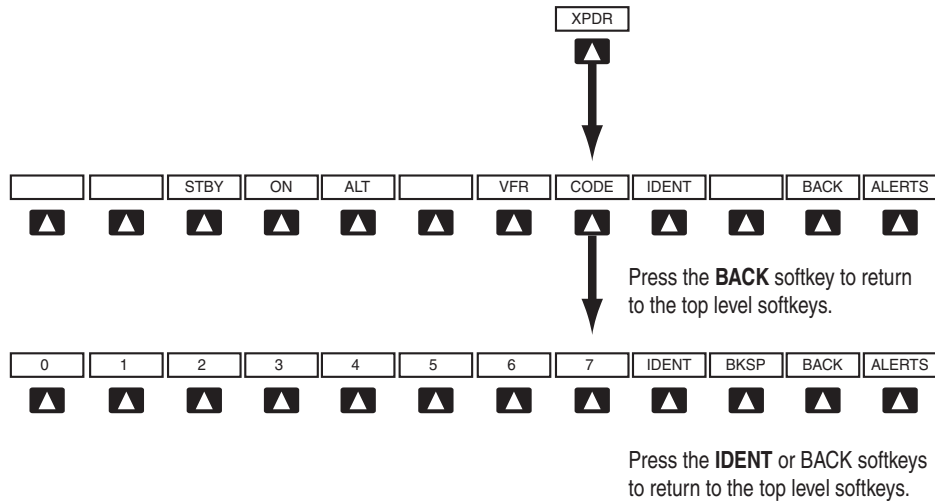 XPDR
STBY ON ALT VFR CODE IDENT BACK ALERTS
Press the BACK softkey to return
to the top level softkeys.
0 1 2 3 4 5 6 7 IDENT BKSP BACK ALERTS
Press the IDENT or BACK softkeys
to return to the top level softkeys.